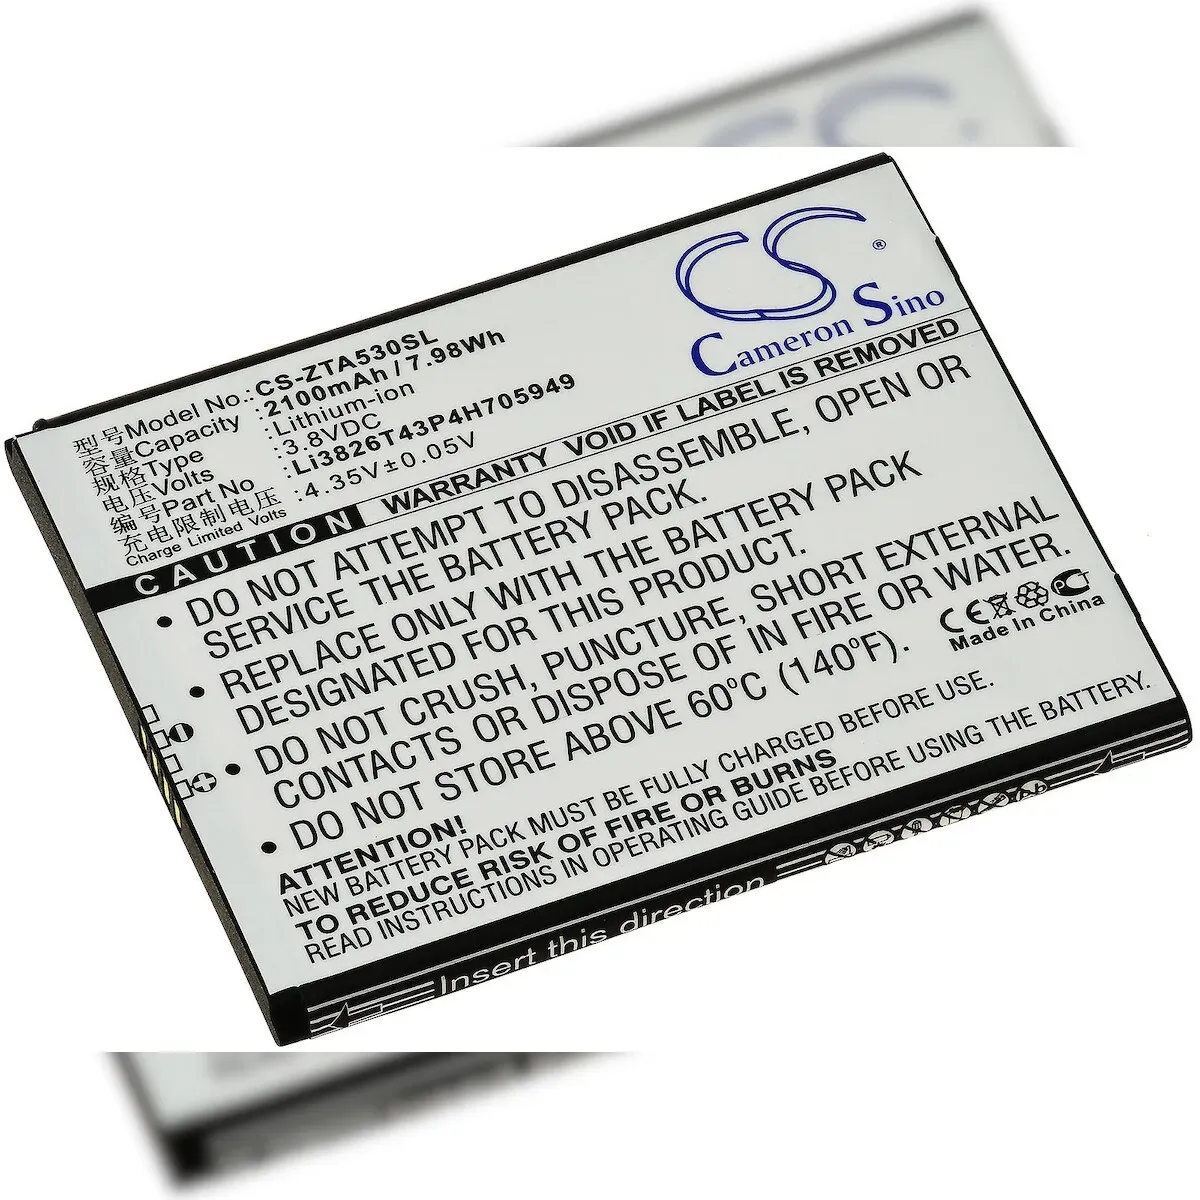 CS®
Cameron Sino
型号Model No.:CS-ZTA530SL
容量Capacity :2100mAh/7.98Wh
规格Type :Lithium-ion
电压Volts :3.8VDC
编号Part No :Li3826T43P4H705949
充电限制电压 :4.35V±0.05V
Charge Limited Volts
CAUTION WARRANTY VOID IF LABEL IS REMOVED
• DO NOT ATTEMPT TO DISASSEMBLE, OPEN OR
SERVICE THE BATTERY PACK.
• REPLACE ONLY WITH THE BATTERY PACK
DESIGNATED FOR THIS PRODUCT.
• DO NOT CRUSH, PUNCTURE, SHORT EXTERNAL
CONTACTS OR DISPOSE OF IN FIRE OR WATER.
• DO NOT STORE ABOVE 60°C (140°F).
CE
Made in China
ATTENTION!
NEW BATTERY PACK MUST BE FULLY CHARGED BEFORE USE.
TO REDUCE RISK OF FIRE OR BURNS
READ INSTRUCTIONS OPERATING GUIDE BEFORE USING THE BATTERY.
Insert this direction